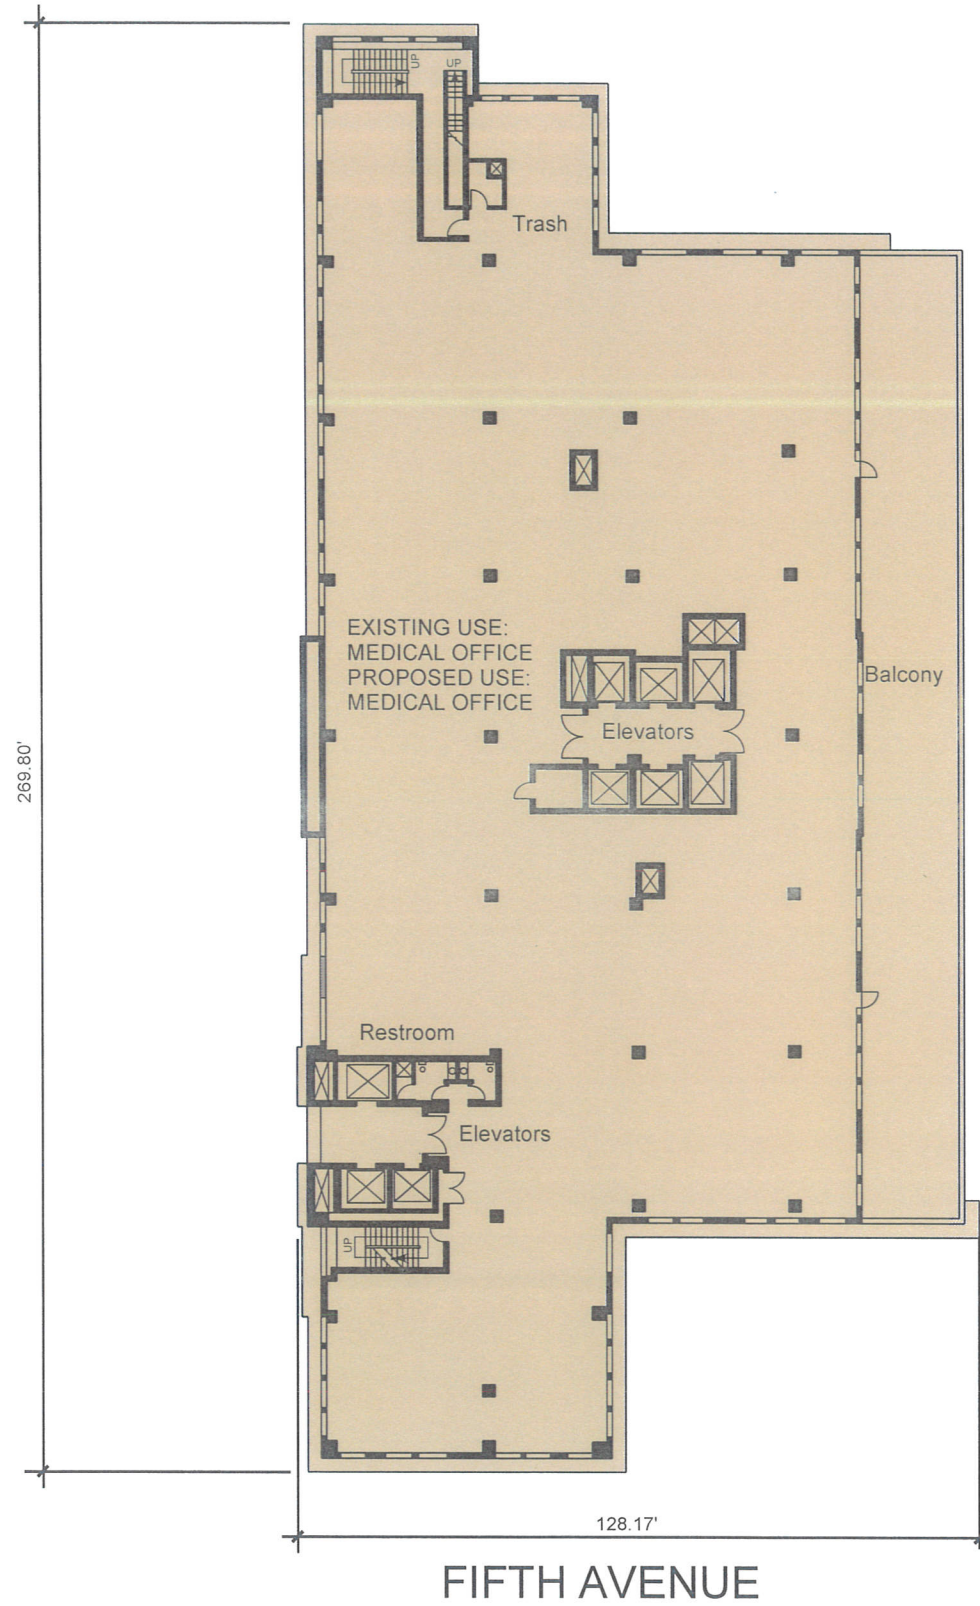 UP
UP
Trash
EXISTING USE:
MEDICAL OFFICE
PROPOSED USE:
MEDICAL OFFICE
Balcony
Elevators
269.80'
Restroom
Elevators
UP
128.17'
FIFTH AVENUE